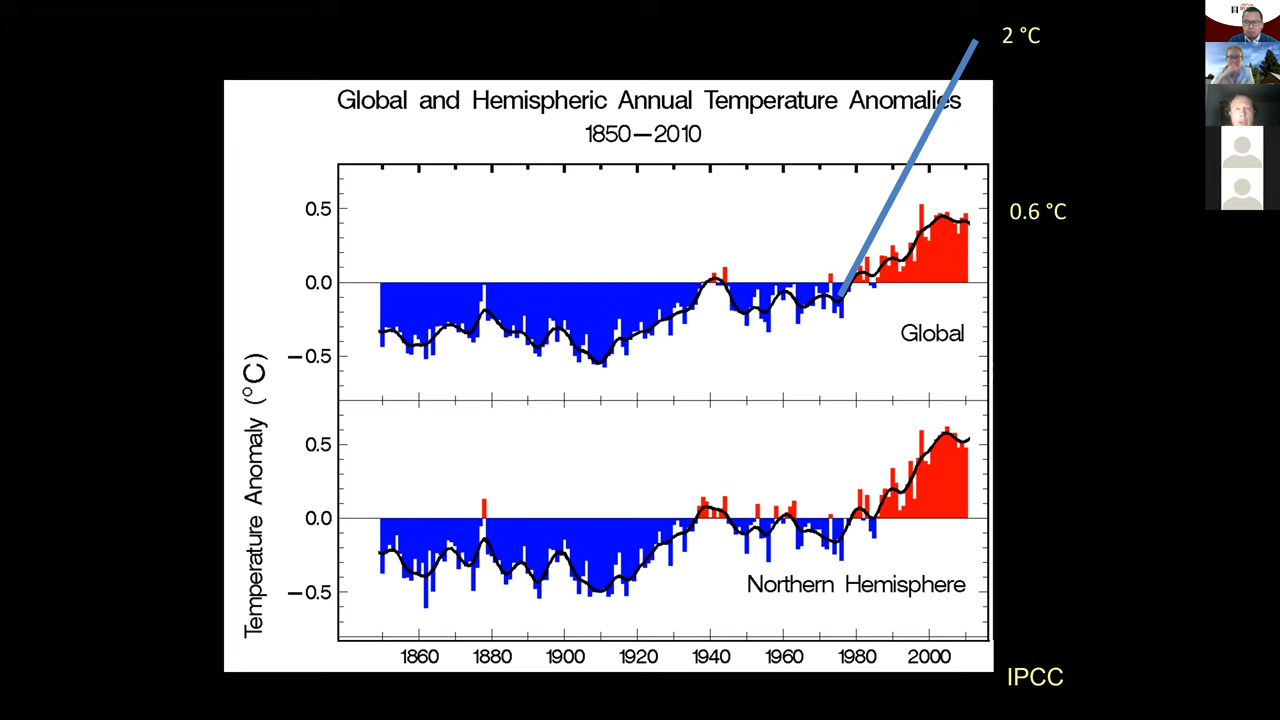 2 °C
Global and Hemispheric Annual Temperature Anomalies
1850—2010
0.5
0.6 °C
0.0
Global
−0.5
Temperature Anomaly (°C)
0.5
0.0
Northern Hemisphere
−0.5
1860 1880 1900 1920 1940 1960 1980 2000
IPCC